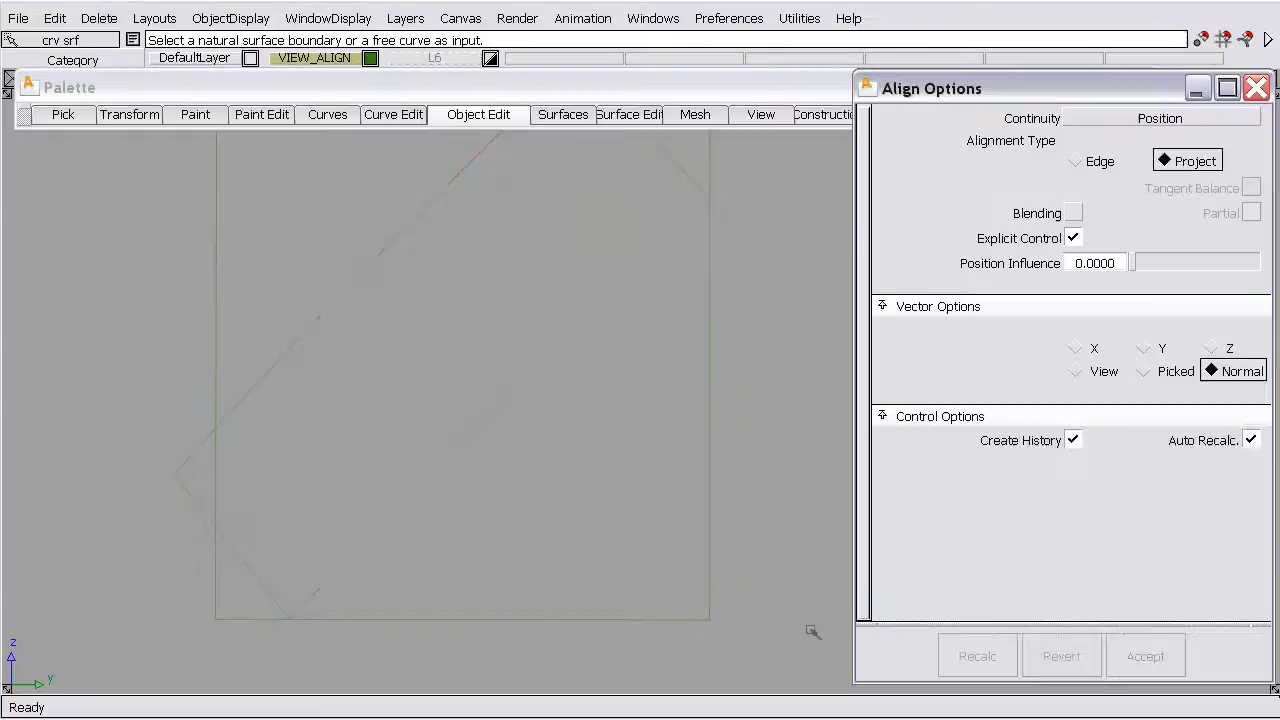 File Edit Delete Layouts ObjectDisplay WindowDisplay Layers Canvas Render Animation Windows Preferences Utilities Help
crv srf Select a natural surface boundary or a free curve as input.
Category DefaultLayer VIEW_ALIGN L6
Palette
Pick Transform Paint Paint Edit Curves Curve Edit Object Edit Surfaces Surface Edi Mesh View Constructio
Align Options
Continuity Position
Alignment Type
Edge Project
Tangent Balance
Blending Partial
Explicit Control
Position Influence 0.0000
Vector Options
X Y Z
View Picked Normal
Control Options
Create History Auto Recalc.
Recalc Revert Accept
z
y
Ready